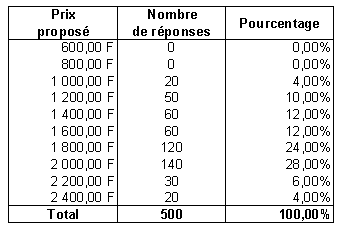 Prix proposé Nombre de réponses Pourcentage
600,00 F 0 0,00%
800,00 F 0 0,00%
1 000,00 F 20 4,00%
1 200,00 F 50 10,00%
1 400,00 F 60 12,00%
1 600,00 F 60 12,00%
1 800,00 F 120 24,00%
2 000,00 F 140 28,00%
2 200,00 F 30 6,00%
2 400,00 F 20 4,00%
Total 500 100,00%